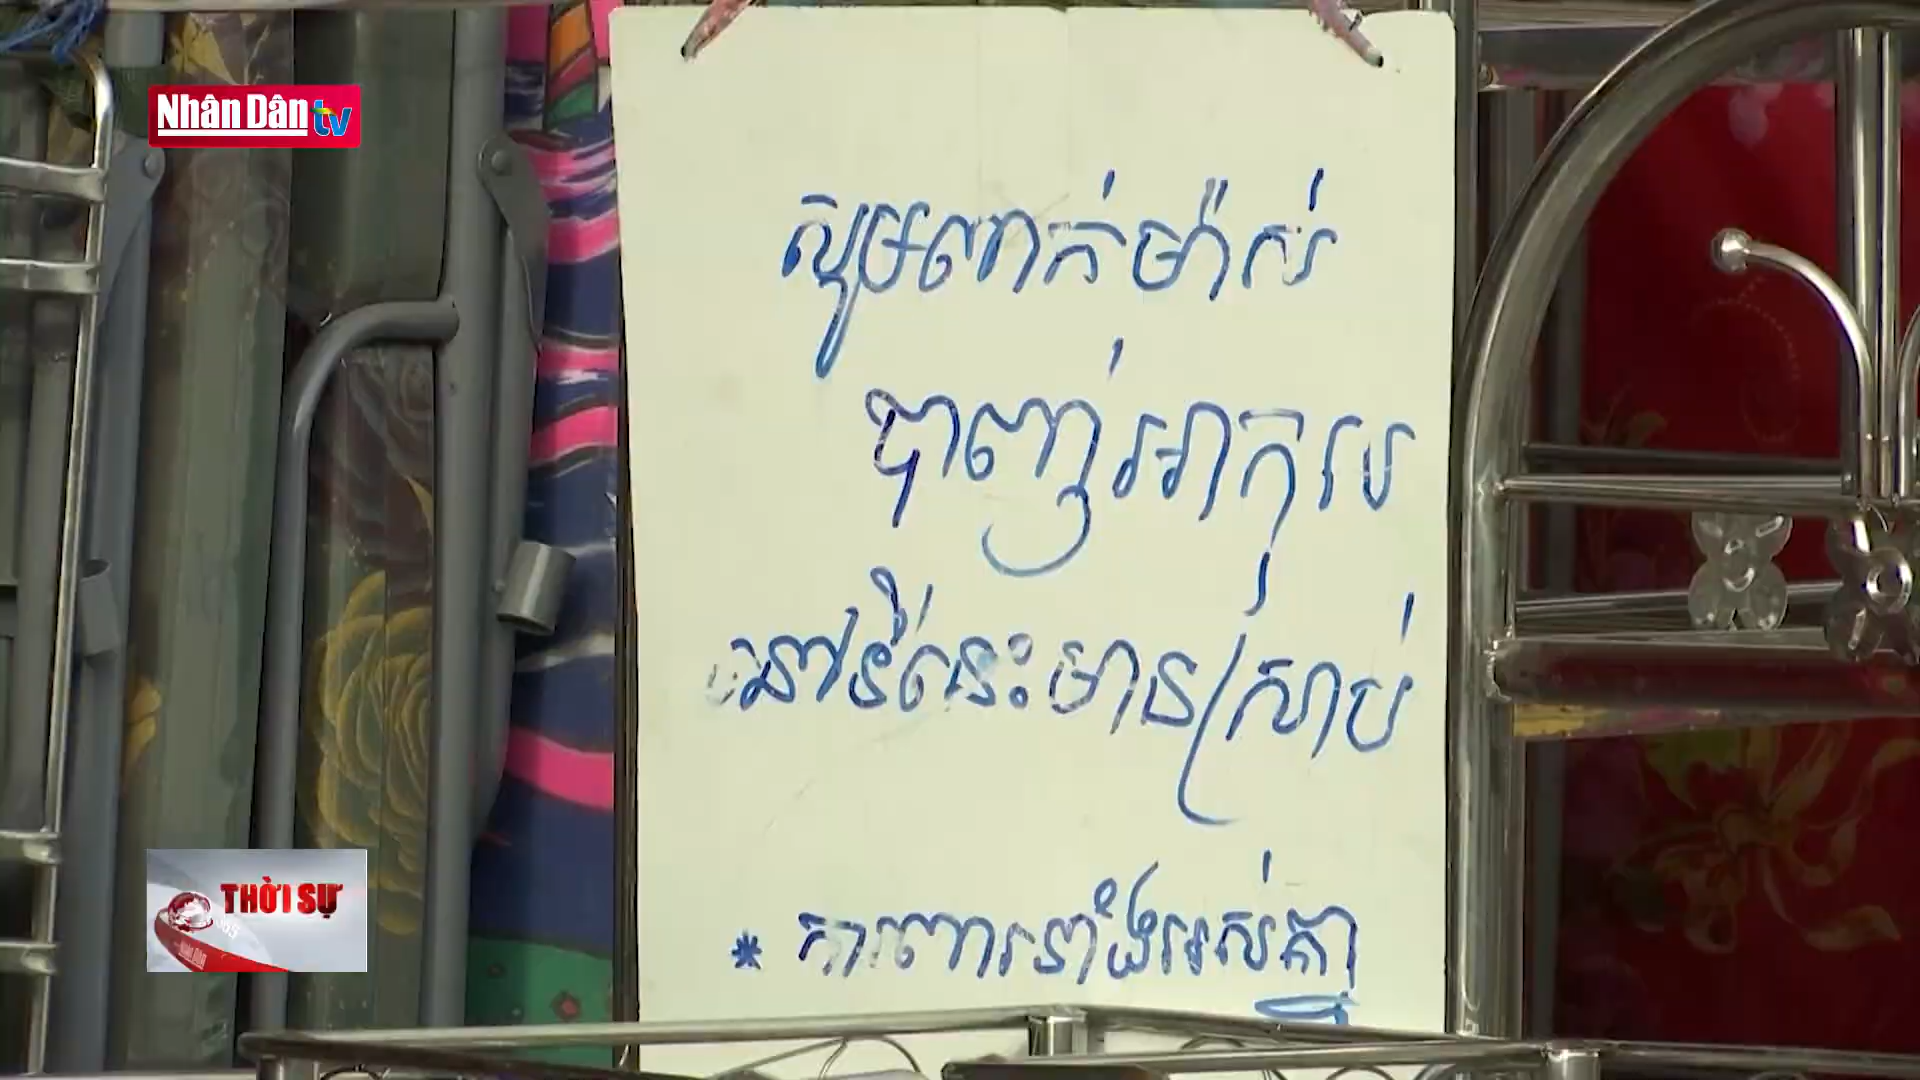 Nhân Dân tv
សូមពាក់ម៉ាស់
បាញ់អាកុល
នៅទីនេះមានស្រាប់
THỜI SỰ
* ការពារទាំងអស់គ្នា